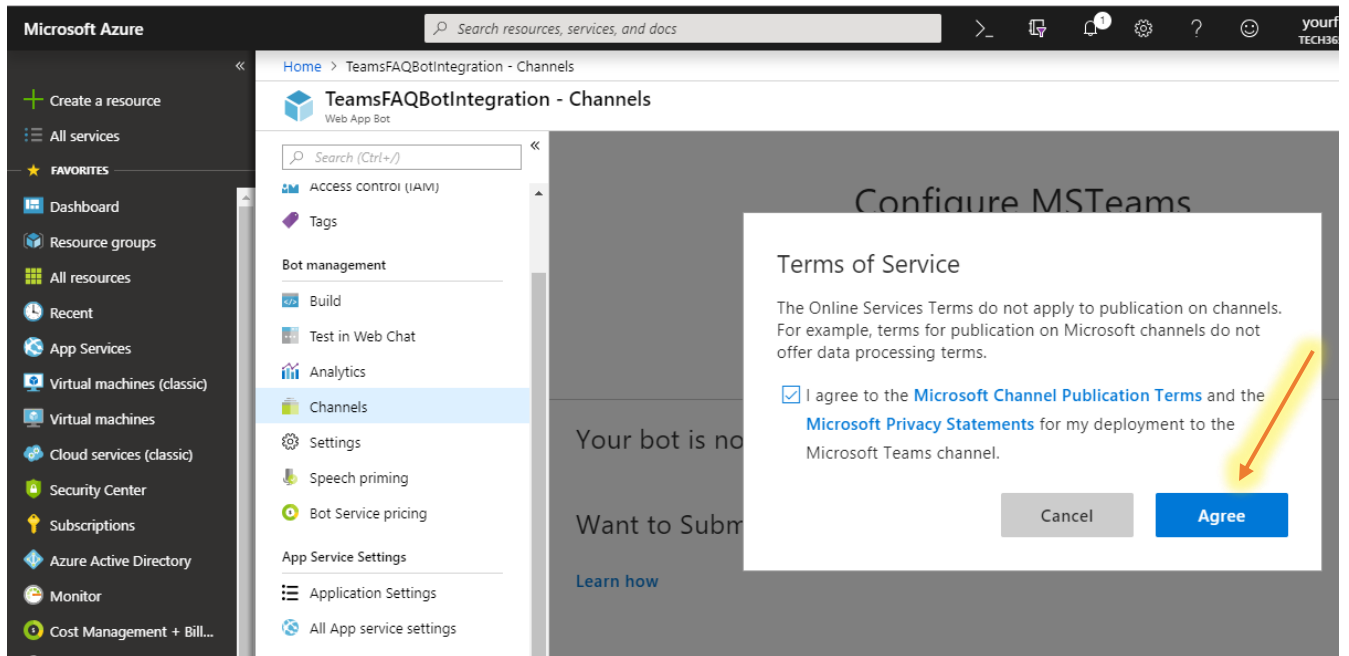 Microsoft Azure
Search resources, services, and docs
1
?
yourf
TECH36
«
Create a resource
All services
FAVORITES
Dashboard
Resource groups
All resources
Recent
App Services
Virtual machines (classic)
Virtual machines
Cloud services (classic)
Security Center
Subscriptions
Azure Active Directory
Monitor
Cost Management + Bill...
Home > TeamsFAQBotIntegration - Channels
TeamsFAQBotIntegration - Channels
Web App Bot
Search (Ctrl+/)
«
Access control (IAM)
Tags
Bot management
Build
Test in Web Chat
Analytics
Channels
Settings
Speech priming
Bot Service pricing
App Service Settings
Application Settings
All App service settings
Configure MSTeams
Your bot is no
Want to Subm
Learn how
Terms of Service
The Online Services Terms do not apply to publication on channels.
For example, terms for publication on Microsoft channels do not
offer data processing terms.
I agree to the Microsoft Channel Publication Terms and the
Microsoft Privacy Statements for my deployment to the
Microsoft Teams channel.
Cancel
Agree